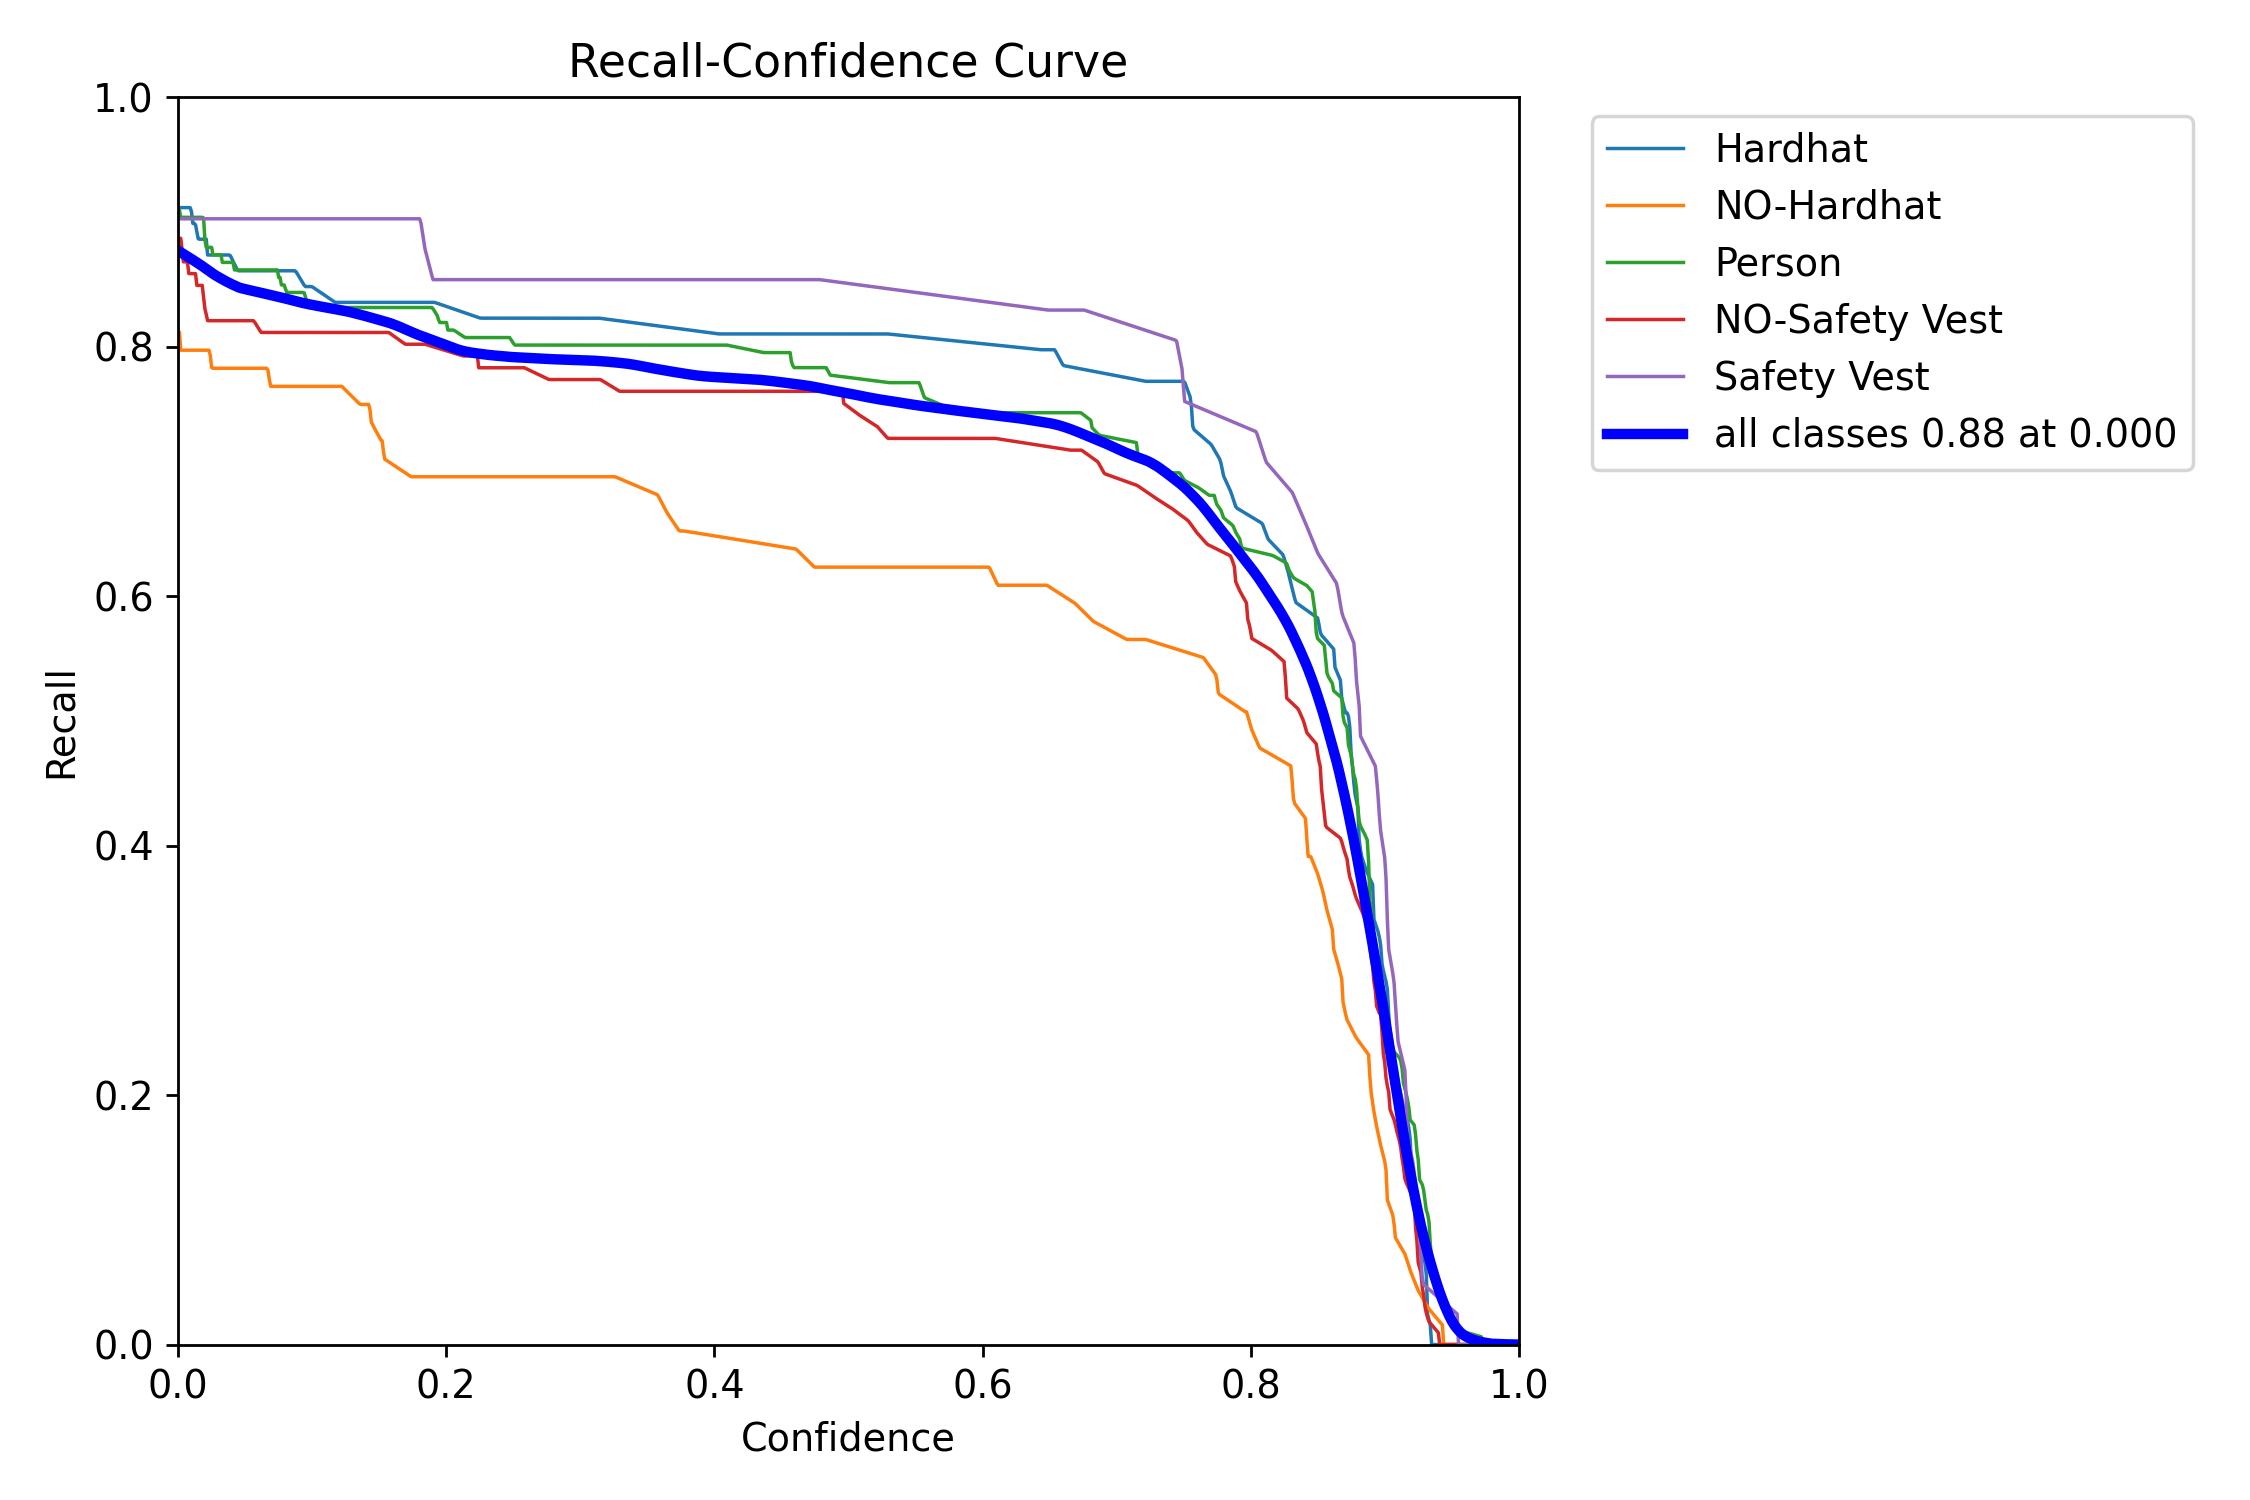 Recall-Confidence Curve
1.0
0.8
0.6
0.4
0.2
0.0
Recall
0.0 0.2 0.4 0.6 0.8 1.0
Confidence
Hardhat
NO-Hardhat
Person
NO-Safety Vest
Safety Vest
all classes 0.88 at 0.000